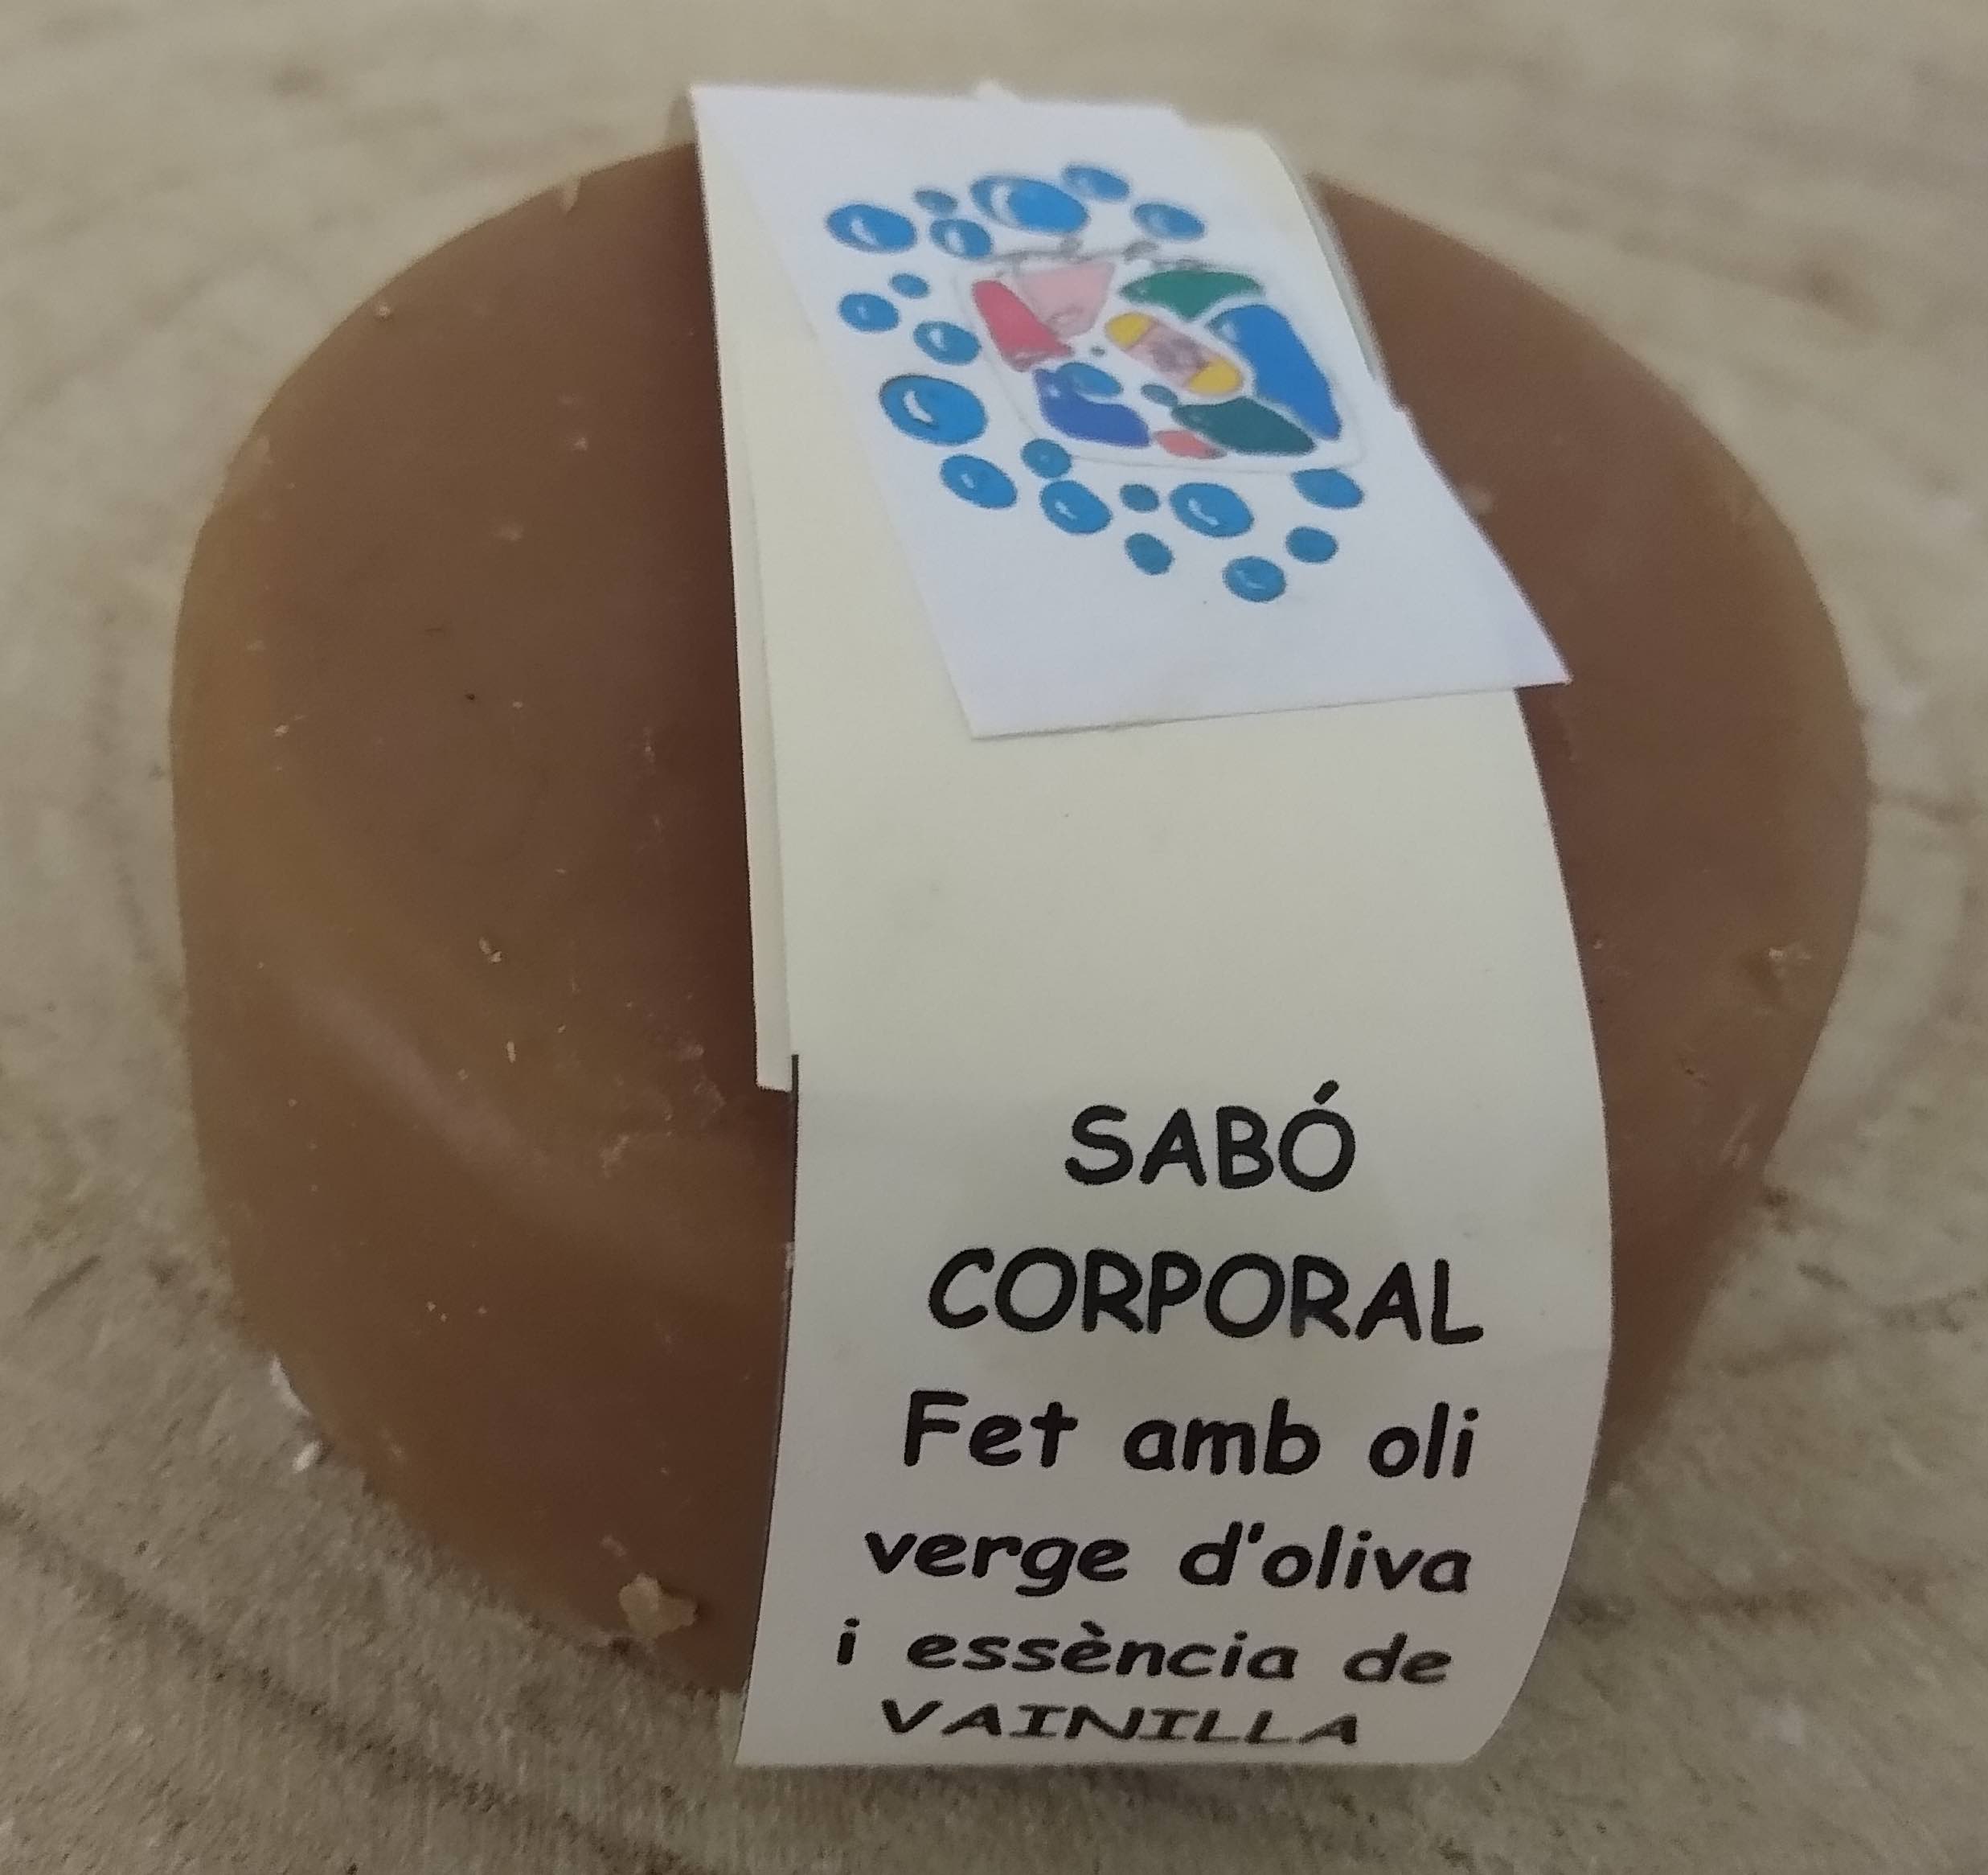 SABÓ
CORPORAL
Fet amb oli
verge d'oliva
i essència de
VAINILLA